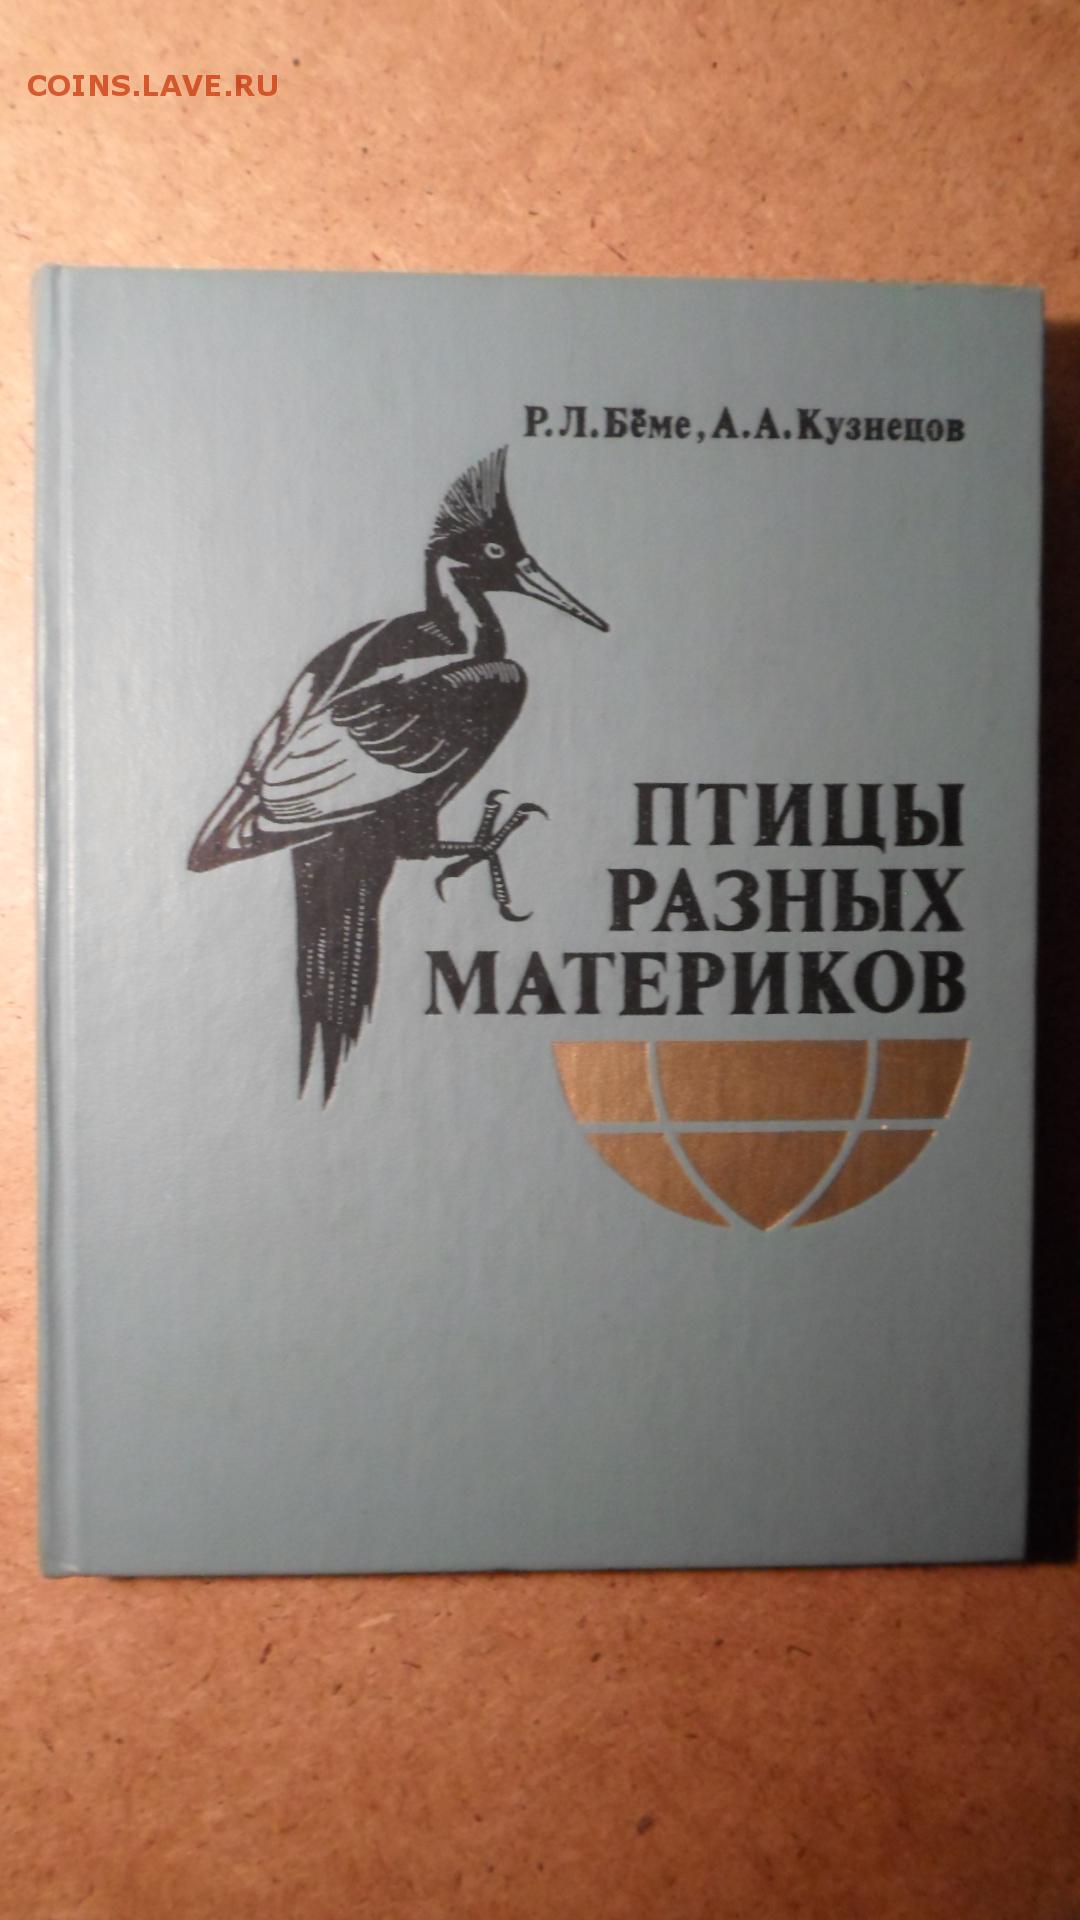 COINS.LAVE.RU
Р.Л.Бёме, А.А.Кузнецов
ПТИЦЫ
РАЗНЫХ
МАТЕРИКОВ